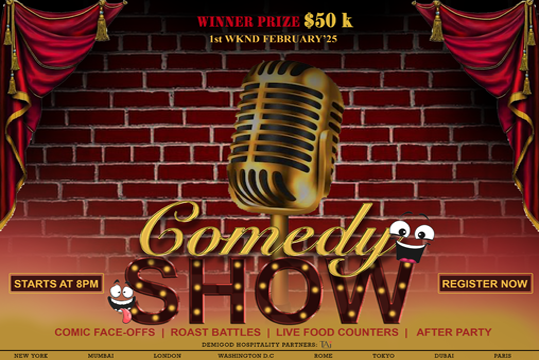 WINNER PRIZE $50 k
1st WKND FEBRUARY'25
Comedy
SHOW
STARTS AT 8PM
REGISTER NOW
COMIC FACE-OFFS | ROAST BATTLES | LIVE FOOD COUNTERS | AFTER PARTY
DEMIGOD HOSPITALITY PARTNERS:
NEW YORK MUMBAI LONDON WASHINGTON D.C ROME TOKYO DUBAI PARIS